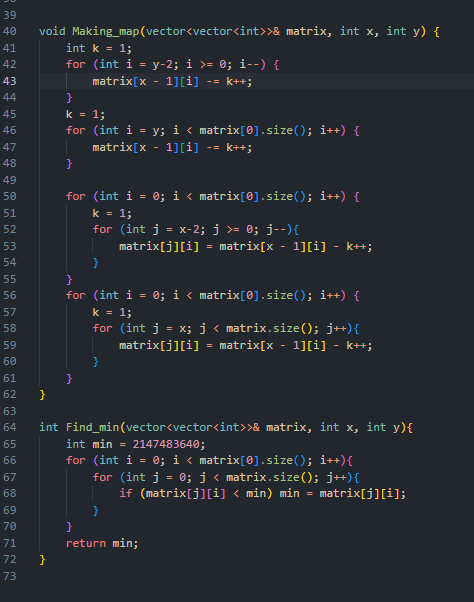 39
40 void Making_map(vector<vector<int>>& matrix, int x, int y) {
41     int k = 1;
42     for (int i = y-2; i >= 0; i--) {
43         matrix[x - 1][i] -= k++;
44     }
45     k = 1;
46     for (int i = y; i < matrix[0].size(); i++) {
47         matrix[x - 1][i] -= k++;
48     }
49
50     for (int i = 0; i < matrix[0].size(); i++) {
51         k = 1;
52         for (int j = x-2; j >= 0; j--){
53             matrix[j][i] = matrix[x - 1][i] - k++;
54         }
55     }
56     for (int i = 0; i < matrix[0].size(); i++) {
57         k = 1;
58         for (int j = x; j < matrix.size(); j++){
59             matrix[j][i] = matrix[x - 1][i] - k++;
60         }
61     }
62 }
63
64 int Find_min(vector<vector<int>>& matrix, int x, int y){
65     int min = 2147483640;
66     for (int i = 0; i < matrix[0].size(); i++){
67         for (int j = 0; j < matrix.size(); j++){
68             if (matrix[j][i] < min) min = matrix[j][i];
69         }
70     }
71     return min;
72 }
73